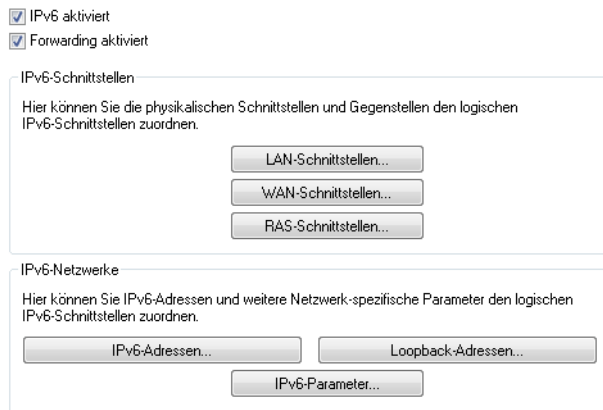 IPv6 aktiviert
Forwarding aktiviert
IPv6-Schnittstellen
Hier können Sie die physikalischen Schnittstellen und Gegenstellen den logischen
IPv6-Schnittstellen zuordnen.
LAN-Schnittstellen...
WAN-Schnittstellen...
RAS-Schnittstellen...
IPv6-Netzwerke
Hier können Sie IPv6-Adressen und weitere Netzwerk-spezifische Parameter den logischen
IPv6-Schnittstellen zuordnen.
IPv6-Adressen... Loopback-Adressen...
IPv6-Parameter...